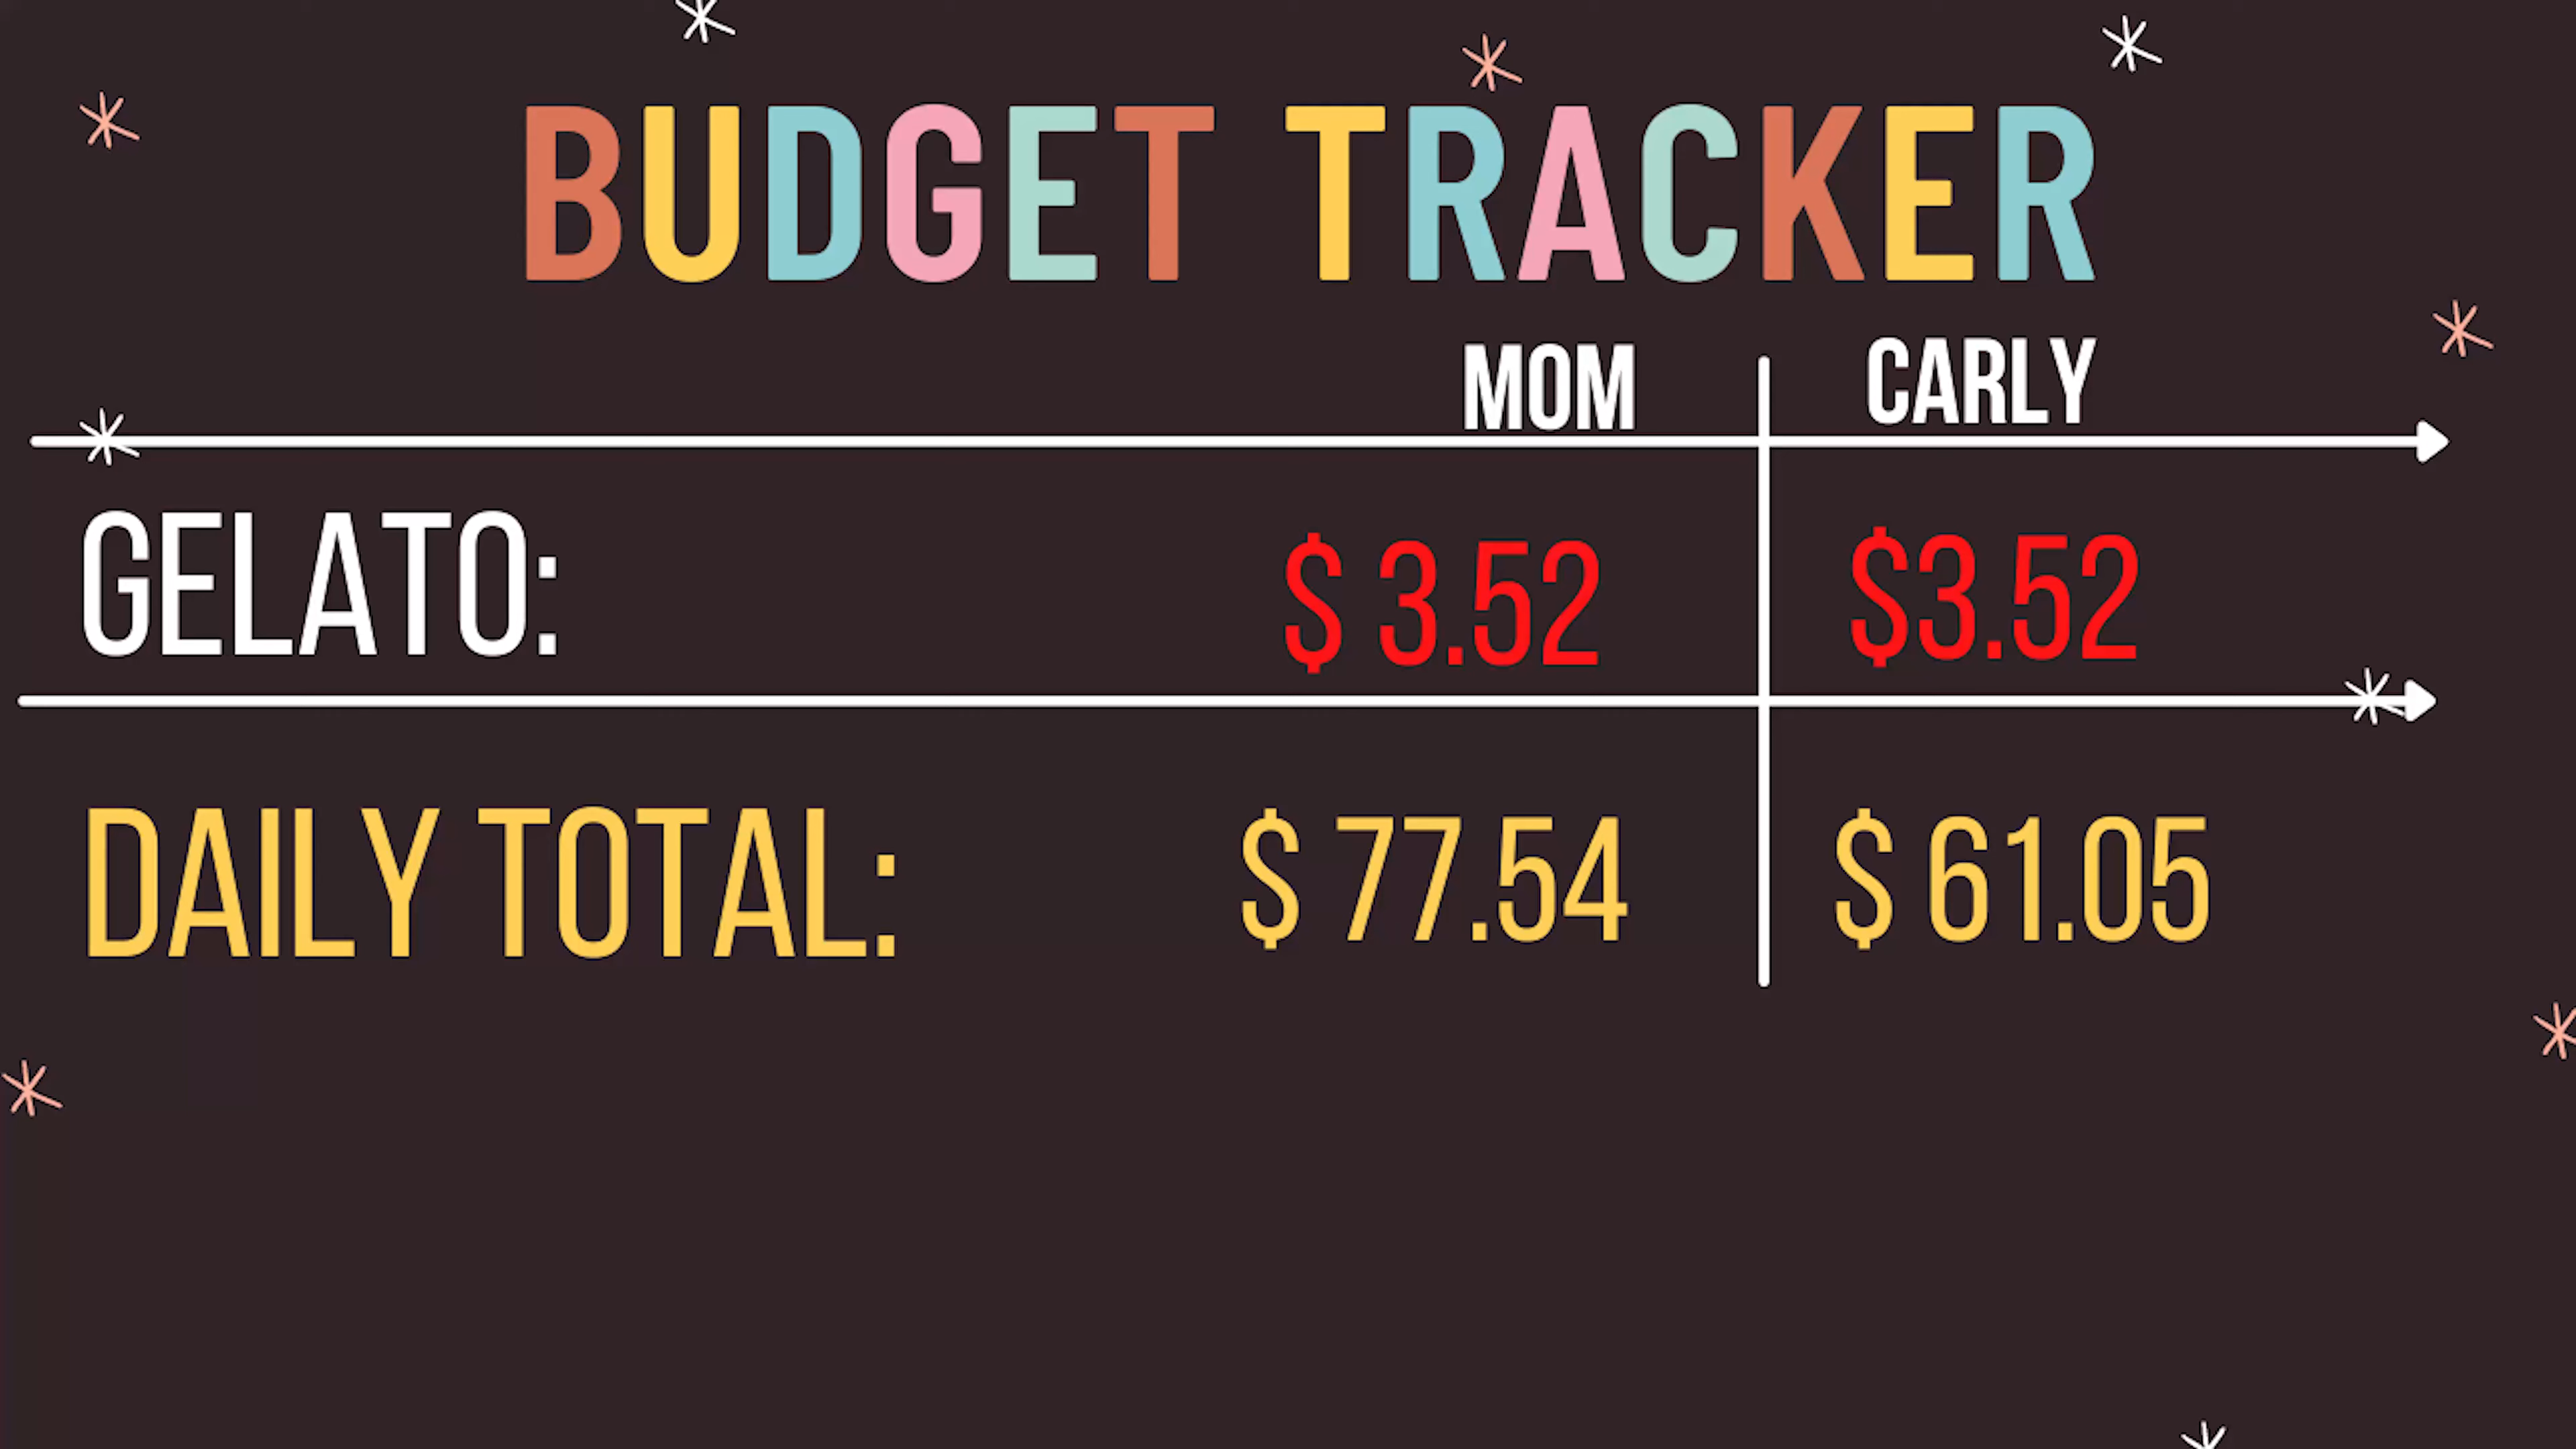 BUDGET TRACKER
MOM CARLY
GELATO: $ 3.52 $3.52
DAILY TOTAL: $ 77.54 $ 61.05